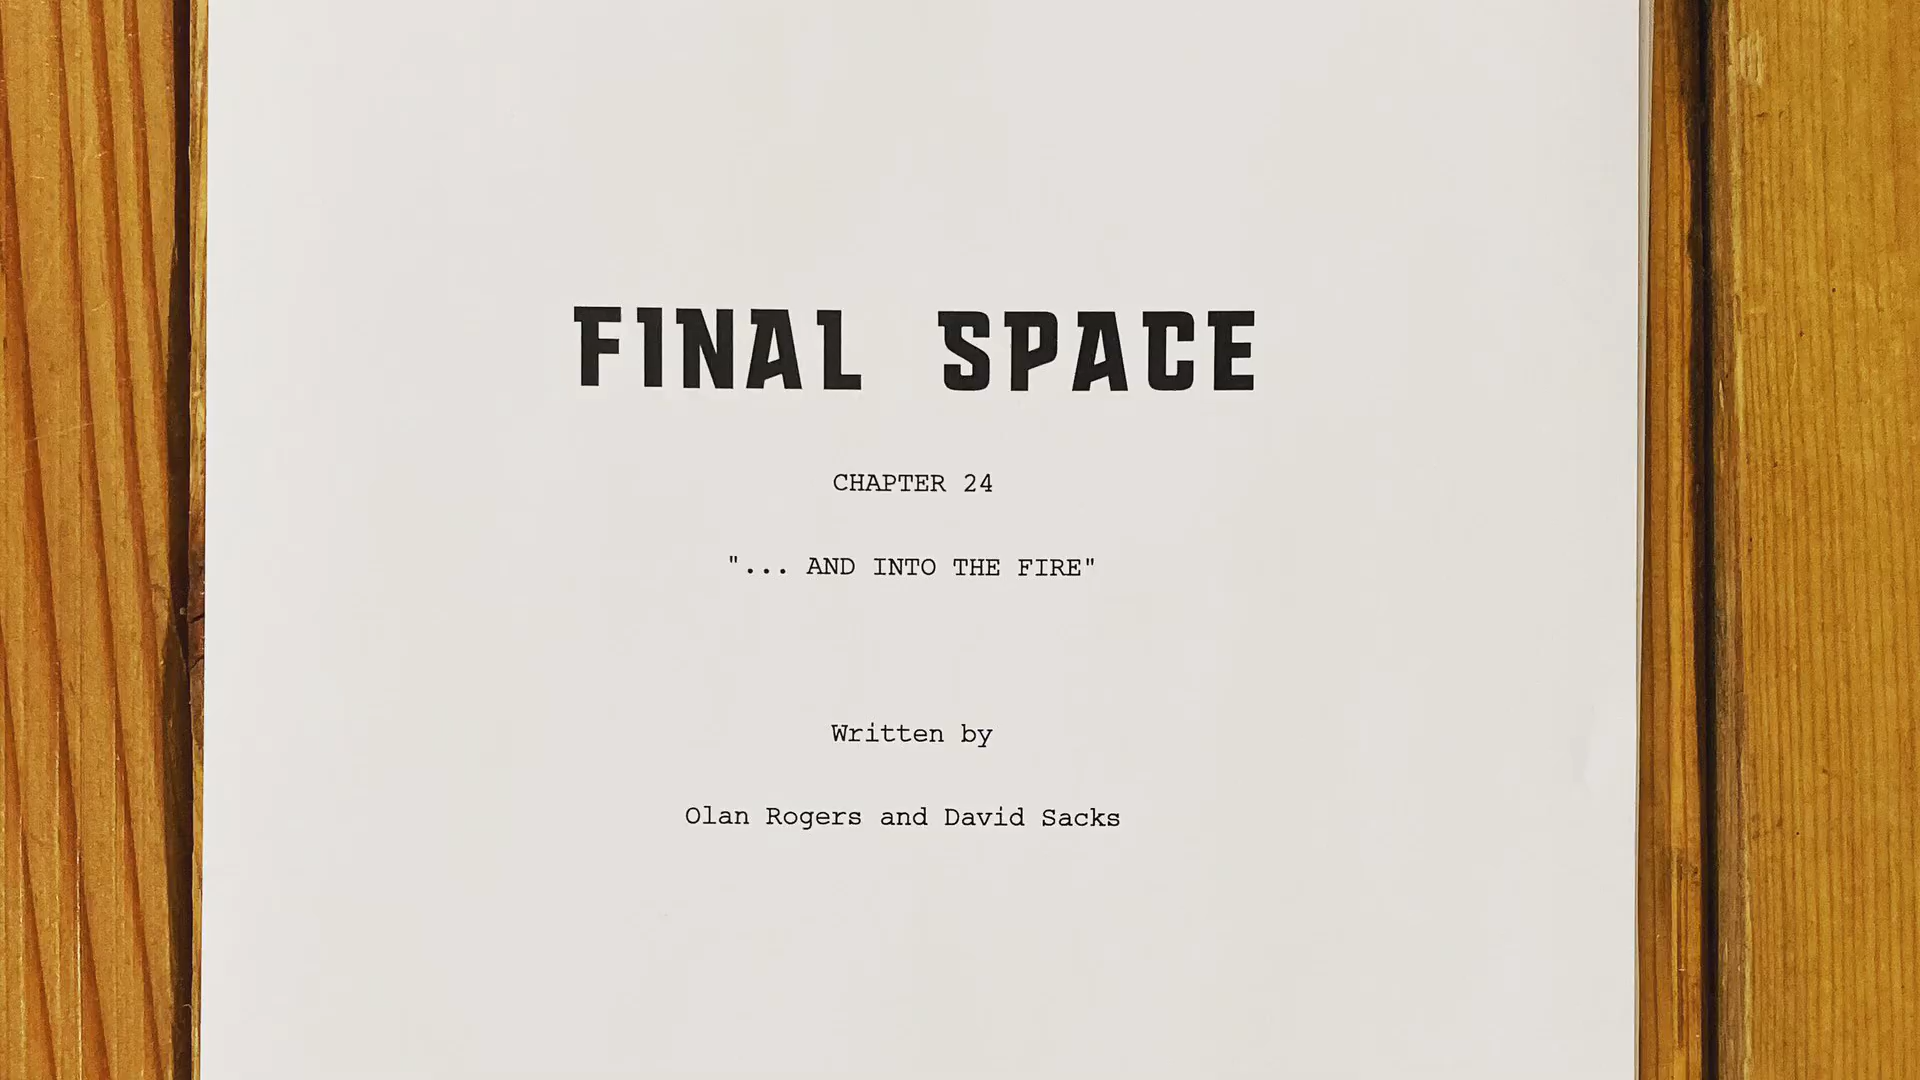 FINAL SPACE
CHAPTER 24
"... AND INTO THE FIRE"
Written by
Olan Rogers and David Sacks